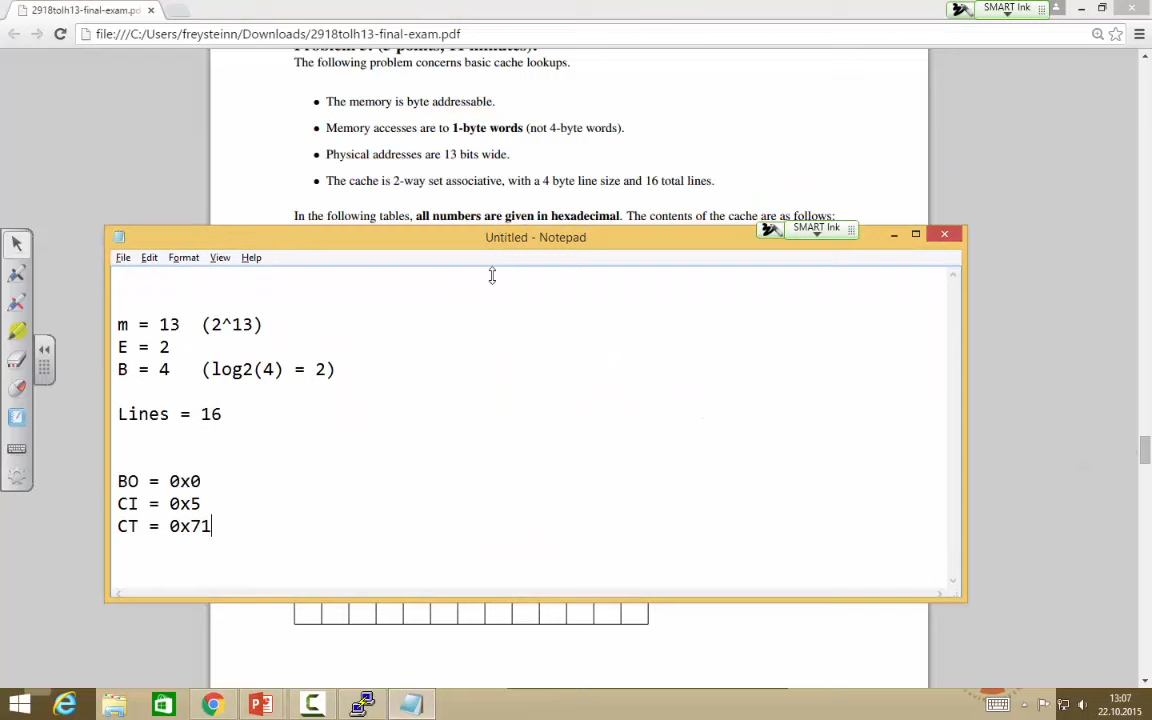 2918tolh13-final-exam.pdf
SMART Ink
file:///C:/Users/freysteinn/Downloads/2918tolh13-final-exam.pdf
The following problem concerns basic cache lookups.
• The memory is byte addressable.
• Memory accesses are to 1-byte words (not 4-byte words).
• Physical addresses are 13 bits wide.
• The cache is 2-way set associative, with a 4 byte line size and 16 total lines.
In the following tables, all numbers are given in hexadecimal. The contents of the cache are as follows:
SMART Ink
Untitled - Notepad
File Edit Format View Help
m = 13 (2^13)
E = 2
B = 4 (log2(4) = 2)
Lines = 16
BO = 0x0
CI = 0x5
CT = 0x71
13:07
22.10.2015